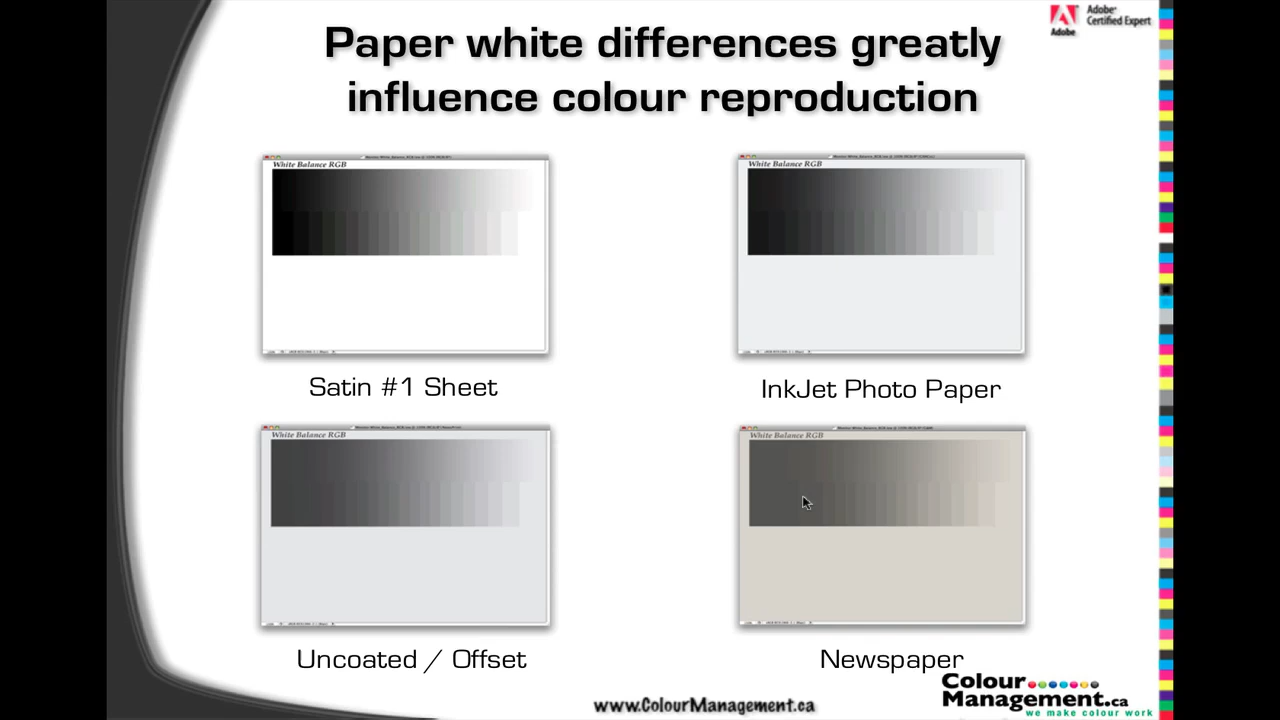 Adobe®
Certified Expert
Adobe
Paper white differences greatly
influence colour reproduction
White Balance RGB
White Balance RGB
Satin #1 Sheet
InkJet Photo Paper
White Balance RGB
White Balance RGB
Uncoated / Offset
Newspaper
www.ColourManagement.ca
Colour
Management.ca
we make colour work